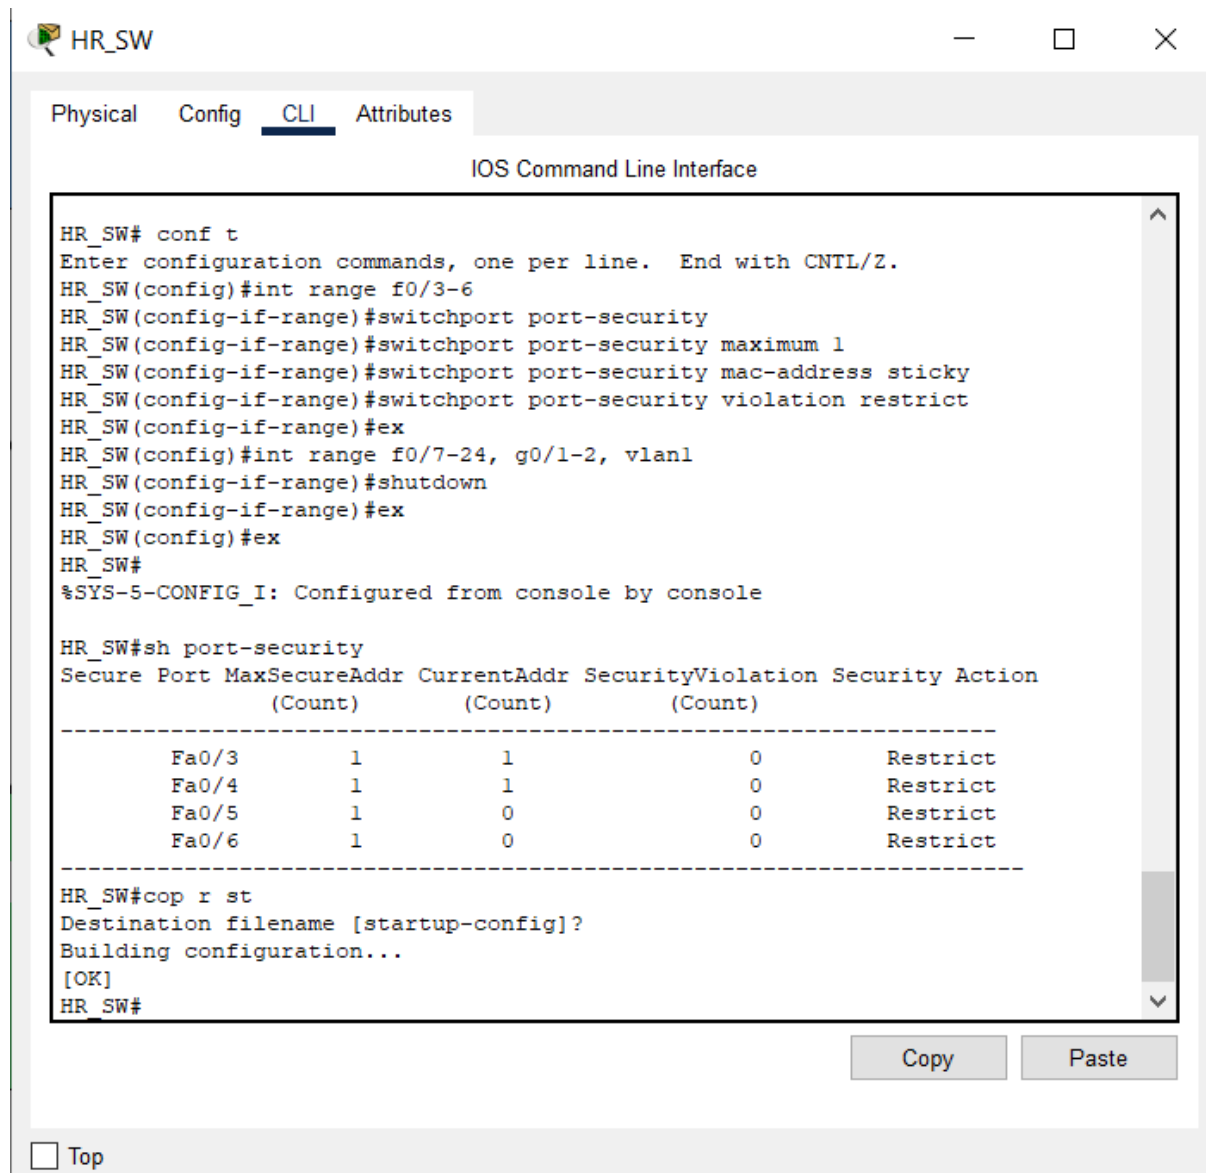 HR_SW
Physical Config CLI Attributes
IOS Command Line Interface
HR_SW# conf t
Enter configuration commands, one per line.  End with CNTL/Z.
HR_SW(config)#int range f0/3-6
HR_SW(config-if-range)#switchport port-security
HR_SW(config-if-range)#switchport port-security maximum 1
HR_SW(config-if-range)#switchport port-security mac-address sticky
HR_SW(config-if-range)#switchport port-security violation restrict
HR_SW(config-if-range)#ex
HR_SW(config)#int range f0/7-24, g0/1-2, vlan1
HR_SW(config-if-range)#shutdown
HR_SW(config-if-range)#ex
HR_SW(config)#ex
HR_SW#
%SYS-5-CONFIG_I: Configured from console by console
HR_SW#sh port-security
Secure Port MaxSecureAddr CurrentAddr SecurityViolation Security Action
(Count) (Count) (Count)
--------------------------------------------------------------------
Fa0/3 1 1 0 Restrict
Fa0/4 1 1 0 Restrict
Fa0/5 1 0 0 Restrict
Fa0/6 1 0 0 Restrict
----------------------------------------------------------------------
HR_SW#cop r st
Destination filename [startup-config]?
Building configuration...
[OK]
HR_SW#
Copy Paste
Top